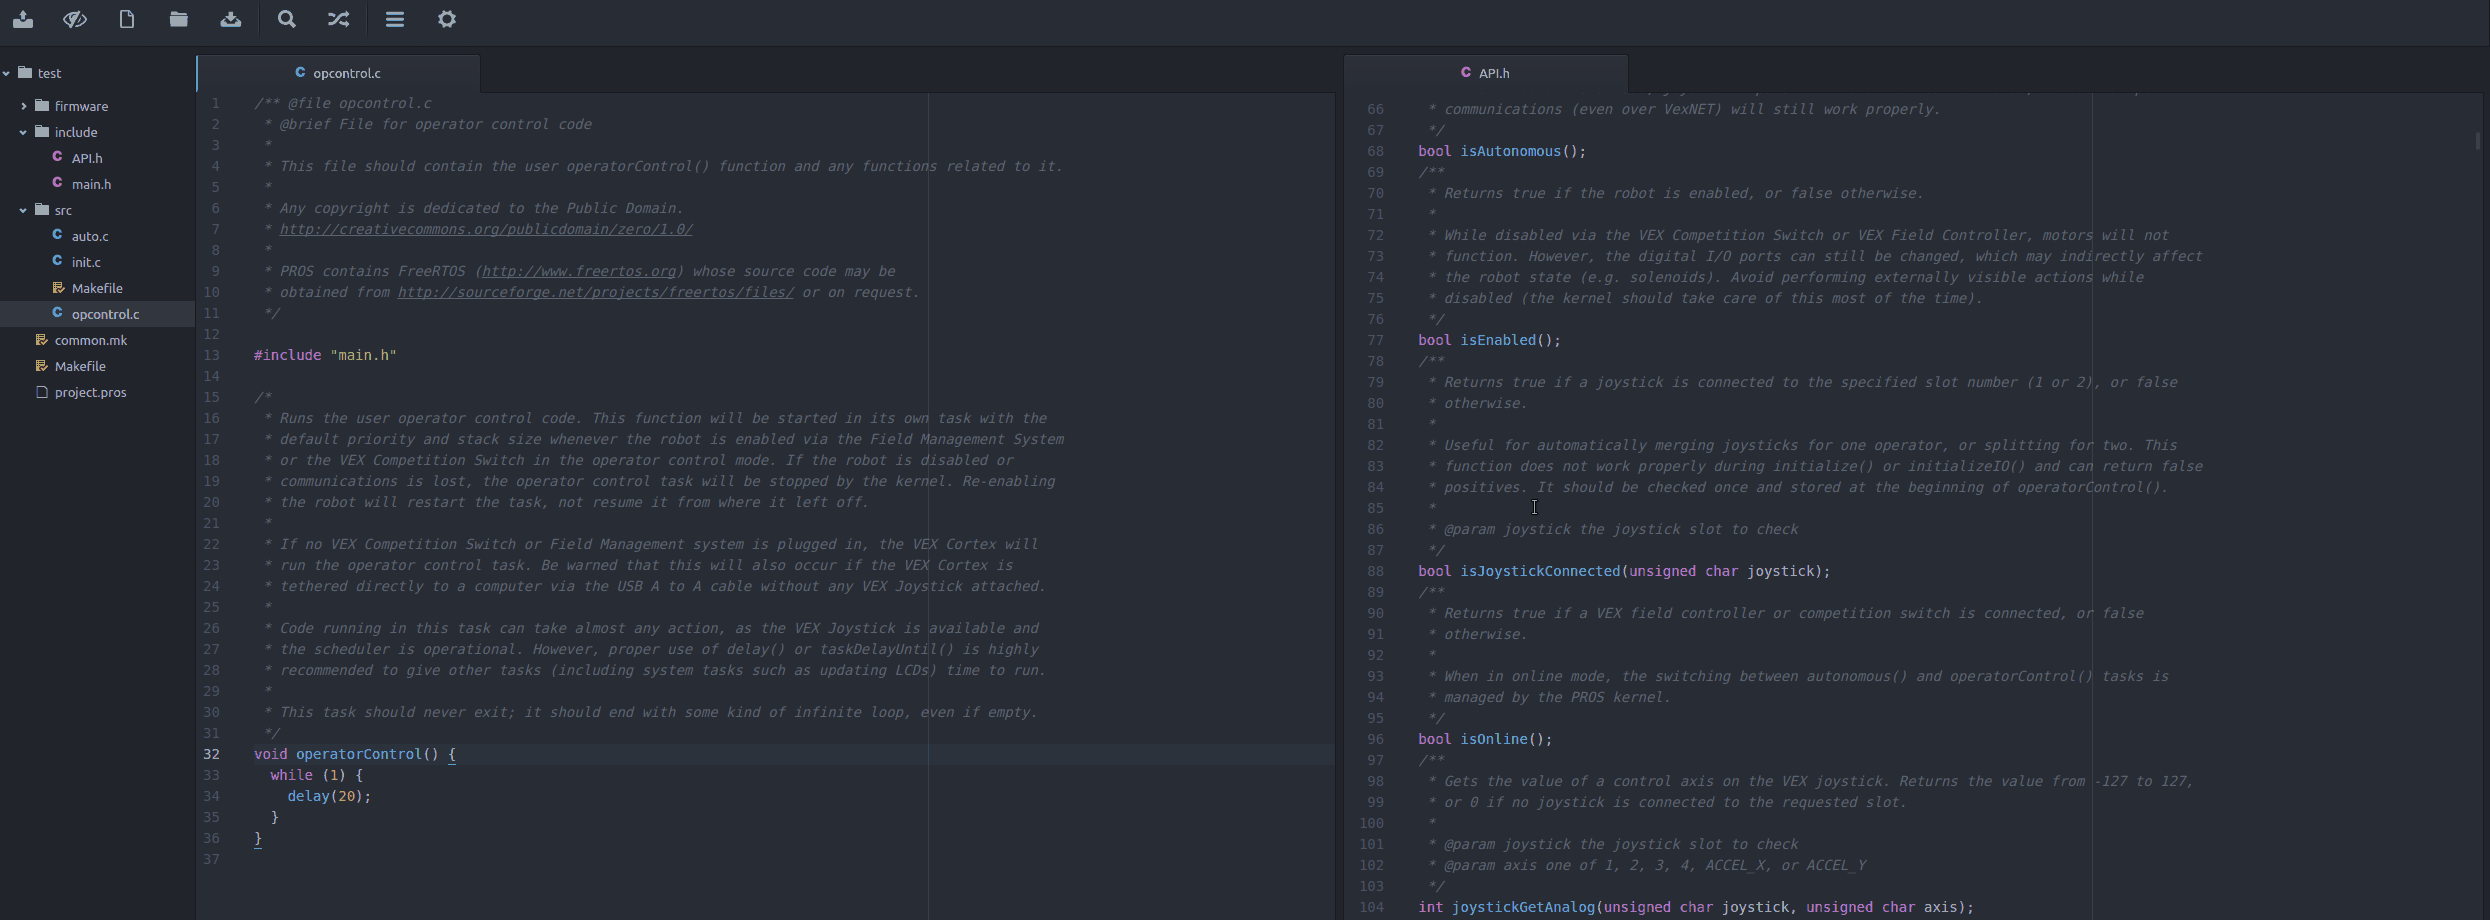 test
firmware
include
API.h
main.h
src
auto.c
init.c
Makefile
opcontrol.c
common.mk
Makefile
project.pros
opcontrol.c
1 /** @file opcontrol.c
2 * @brief File for operator control code
3 *
4 * This file should contain the user operatorControl() function and any functions related to it.
5 *
6 * Any copyright is dedicated to the Public Domain.
7 * http://creativecommons.org/publicdomain/zero/1.0/
8 *
9 * PROS contains FreeRTOS (http://www.freertos.org) whose source code may be
10 * obtained from http://sourceforge.net/projects/freertos/files/ or on request.
11 */
12
13 #include "main.h"
14
15 /*
16 * Runs the user operator control code. This function will be started in its own task with the
17 * default priority and stack size whenever the robot is enabled via the Field Management System
18 * or the VEX Competition Switch in the operator control mode. If the robot is disabled or
19 * communications is lost, the operator control task will be stopped by the kernel. Re-enabling
20 * the robot will restart the task, not resume it from where it left off.
21 *
22 * If no VEX Competition Switch or Field Management system is plugged in, the VEX Cortex will
23 * run the operator control task. Be warned that this will also occur if the VEX Cortex is
24 * tethered directly to a computer via the USB A to A cable without any VEX Joystick attached.
25 *
26 * Code running in this task can take almost any action, as the VEX Joystick is available and
27 * the scheduler is operational. However, proper use of delay() or taskDelayUntil() is highly
28 * recommended to give other tasks (including system tasks such as updating LCDs) time to run.
29 *
30 * This task should never exit; it should end with some kind of infinite loop, even if empty.
31 */
32 void operatorControl() {
33 while (1) {
34 delay(20);
35 }
36 }
37
API.h
66 * communications (even over VexNET) will still work properly.
67 */
68 bool isAutonomous();
69 /**
70 * Returns true if the robot is enabled, or false otherwise.
71 *
72 * While disabled via the VEX Competition Switch or VEX Field Controller, motors will not
73 * function. However, the digital I/O ports can still be changed, which may indirectly affect
74 * the robot state (e.g. solenoids). Avoid performing externally visible actions while
75 * disabled (the kernel should take care of this most of the time).
76 */
77 bool isEnabled();
78 /**
79 * Returns true if a joystick is connected to the specified slot number (1 or 2), or false
80 * otherwise.
81 *
82 * Useful for automatically merging joysticks for one operator, or splitting for two. This
83 * function does not work properly during initialize() or initializeIO() and can return false
84 * positives. It should be checked once and stored at the beginning of operatorControl().
85 *
86 * @param joystick the joystick slot to check
87 */
88 bool isJoystickConnected(unsigned char joystick);
89 /**
90 * Returns true if a VEX field controller or competition switch is connected, or false
91 * otherwise.
92 *
93 * When in online mode, the switching between autonomous() and operatorControl() tasks is
94 * managed by the PROS kernel.
95 */
96 bool isOnline();
97 /**
98 * Gets the value of a control axis on the VEX joystick. Returns the value from -127 to 127,
99 * or 0 if no joystick is connected to the requested slot.
100 *
101 * @param joystick the joystick slot to check
102 * @param axis one of 1, 2, 3, 4, ACCEL_X, or ACCEL_Y
103 */
104 int joystickGetAnalog(unsigned char joystick, unsigned char axis);